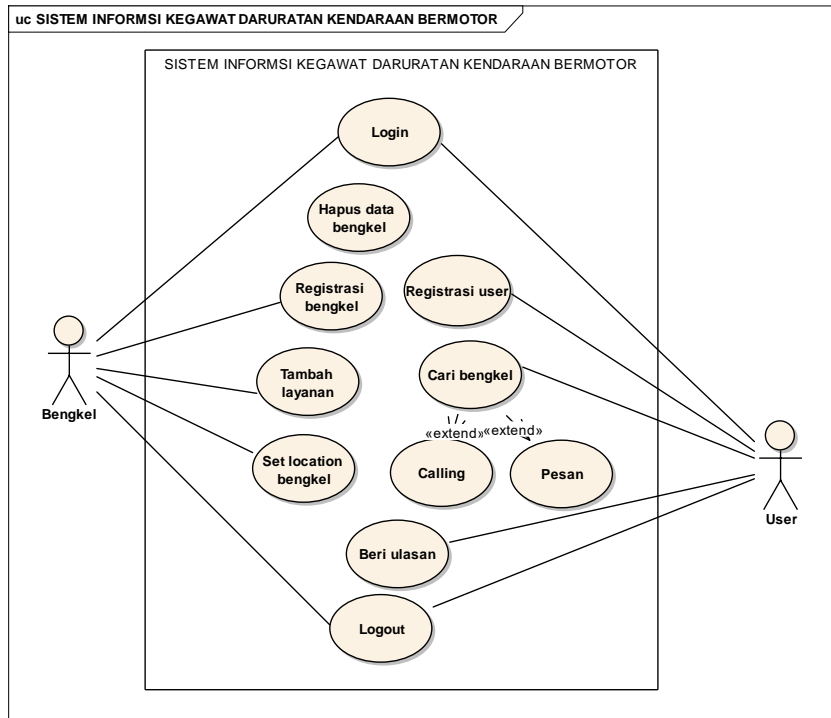 uc SISTEM INFORMSI KEGAWAT DARURATAN KENDARAAN BERMOTOR
SISTEM INFORMSI KEGAWAT DARURATAN KENDARAAN BERMOTOR
Login
Hapus data
bengkel
Registrasi
bengkel
Registrasi user
Tambah
layanan
Cari bengkel
Bengkel
«extend»
«extend»
Set location
bengkel
Calling
Pesan
User
Beri ulasan
Logout